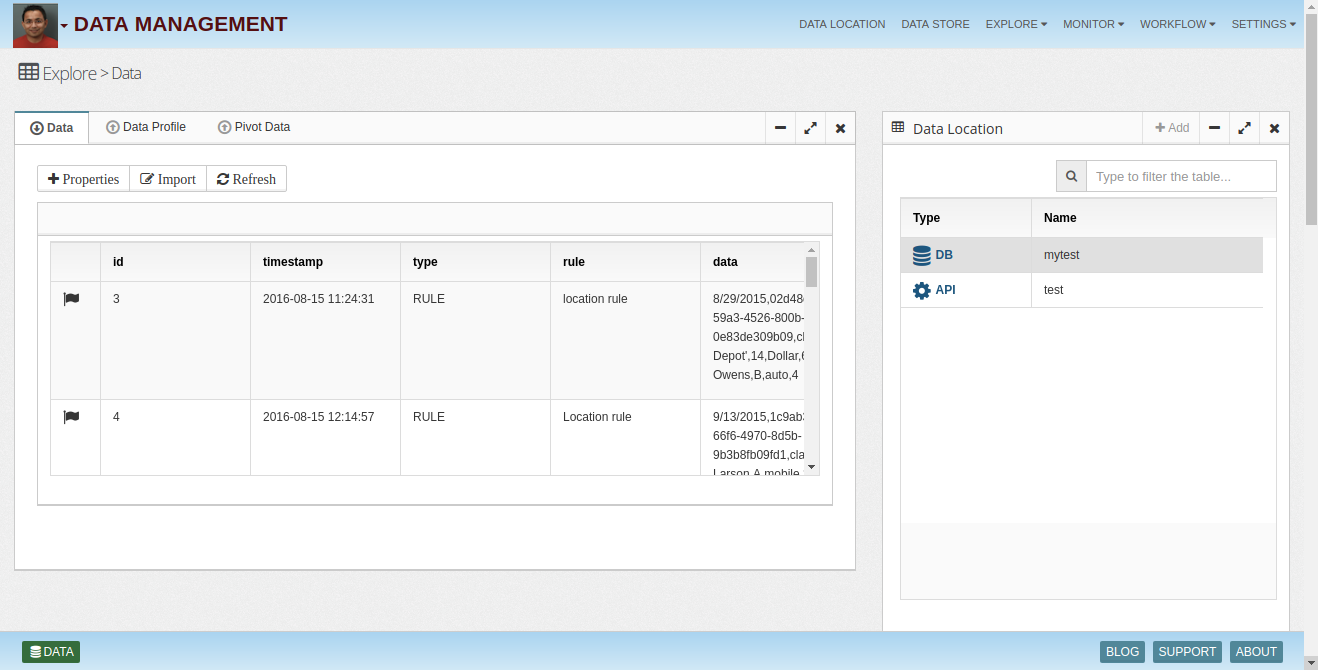 DATA MANAGEMENT
DATA LOCATION DATA STORE EXPLORE MONITOR WORKFLOW SETTINGS
Explore > Data
Data Data Profile Pivot Data
Properties Import Refresh
id timestamp type rule data
3 2016-08-15 11:24:31 RULE location rule 8/29/2015,02d48
59a3-4526-800b-
0e83de309b09,cl
Depot',14,Dollar,6
Owens,B,auto,4
4 2016-08-15 12:14:57 RULE Location rule 9/13/2015,1c9ab3
66f6-4970-8d5b-
9b3b8fb09fd1,cla
Larson,A,mobile
Data Location Add
Type to filter the table...
Type Name
DB mytest
API test
DATA BLOG SUPPORT ABOUT